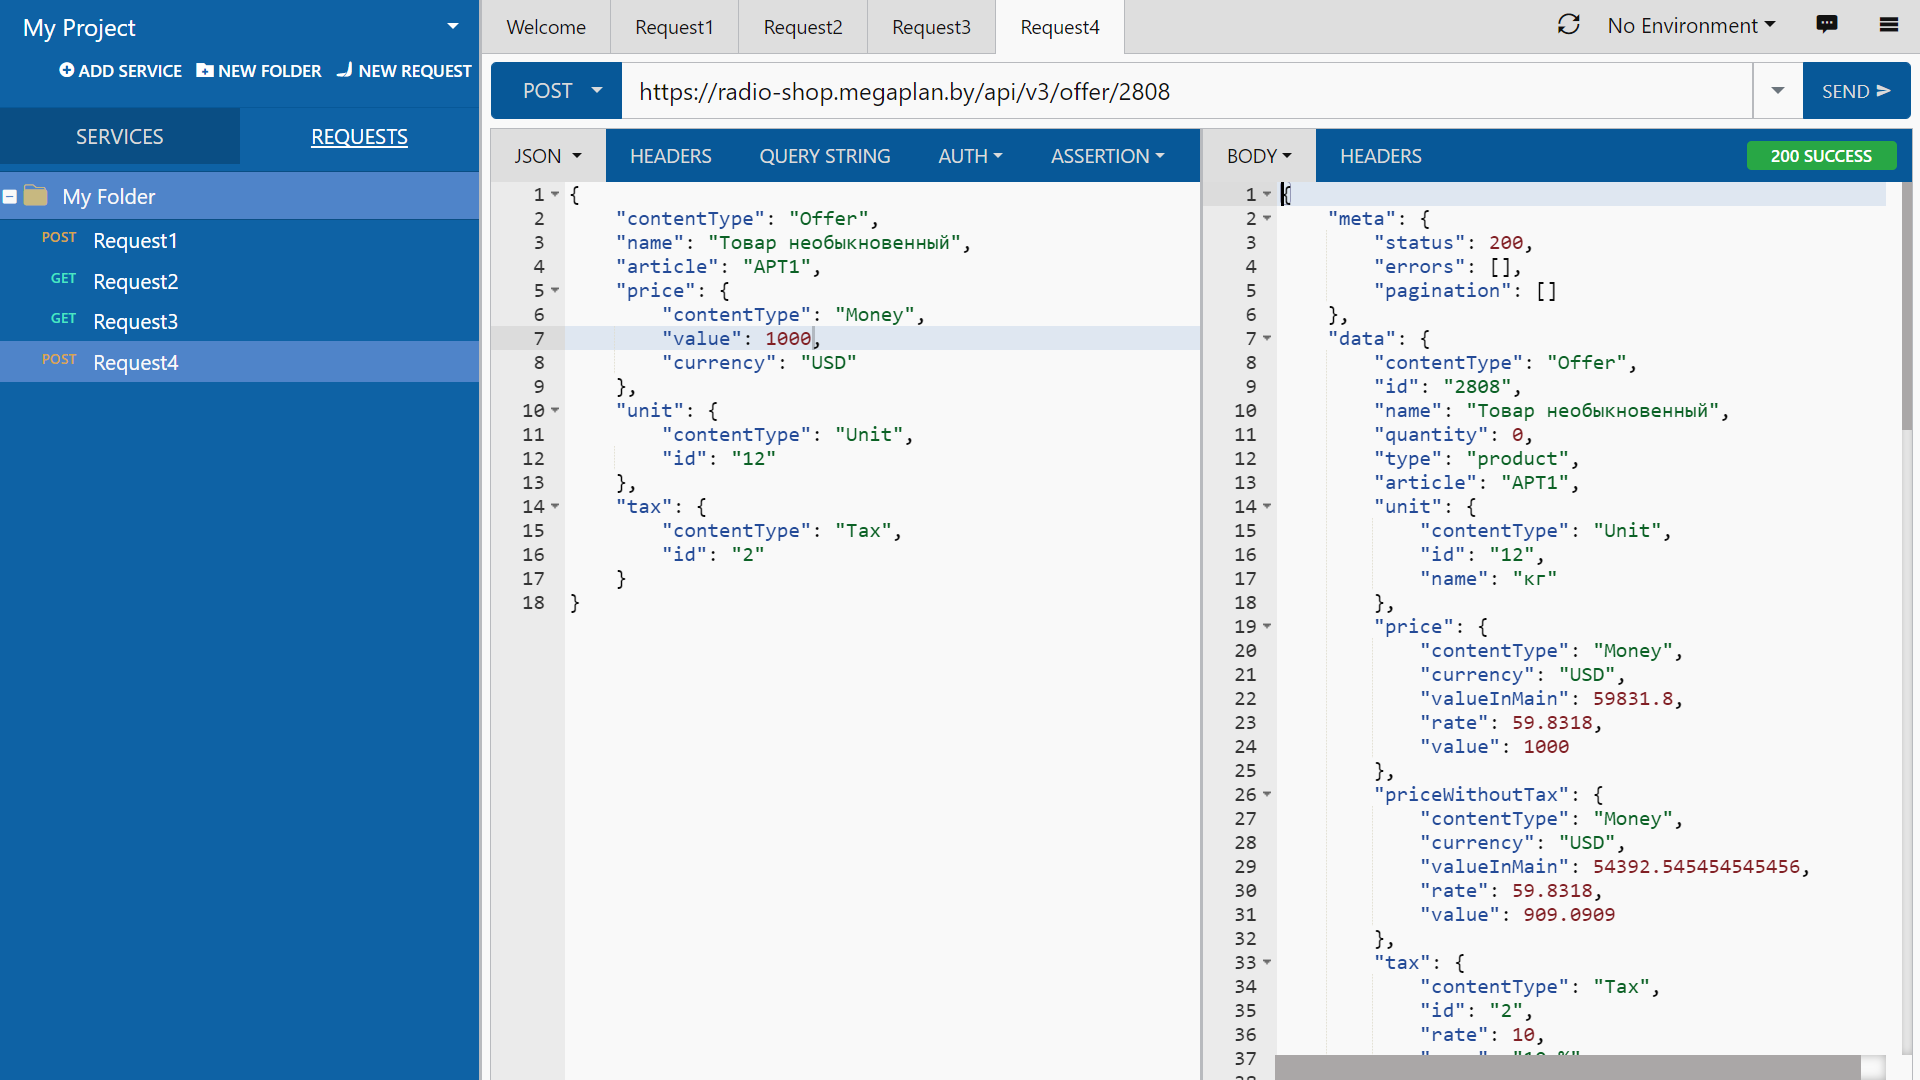 My Project
ADD SERVICE NEW FOLDER NEW REQUEST
SERVICES REQUESTS
My Folder
POST Request1
GET Request2
GET Request3
POST Request4
Welcome Request1 Request2 Request3 Request4 No Environment
POST https://radio-shop.megaplan.by/api/v3/offer/2808 SEND
JSON HEADERS QUERY STRING AUTH ASSERTION
1 {
2 "contentType": "Offer",
3 "name": "Товар необыкновенный",
4 "article": "АРТ1",
5 "price": {
6 "contentType": "Money",
7 "value": 1000,
8 "currency": "USD"
9 },
10 "unit": {
11 "contentType": "Unit",
12 "id": "12"
13 },
14 "tax": {
15 "contentType": "Tax",
16 "id": "2"
17 }
18 }
BODY HEADERS 200 SUCCESS
1 {
2 "meta": {
3 "status": 200,
4 "errors": [],
5 "pagination": []
6 },
7 "data": {
8 "contentType": "Offer",
9 "id": "2808",
10 "name": "Товар необыкновенный",
11 "quantity": 0,
12 "type": "product",
13 "article": "АРТ1",
14 "unit": {
15 "contentType": "Unit",
16 "id": "12",
17 "name": "кг"
18 },
19 "price": {
20 "contentType": "Money",
21 "currency": "USD",
22 "valueInMain": 59831.8,
23 "rate": 59.8318,
24 "value": 1000
25 },
26 "priceWithoutTax": {
27 "contentType": "Money",
28 "currency": "USD",
29 "valueInMain": 54392.545454545456,
30 "rate": 59.8318,
31 "value": 909.0909
32 },
33 "tax": {
34 "contentType": "Tax",
35 "id": "2",
36 "rate": 10,
37